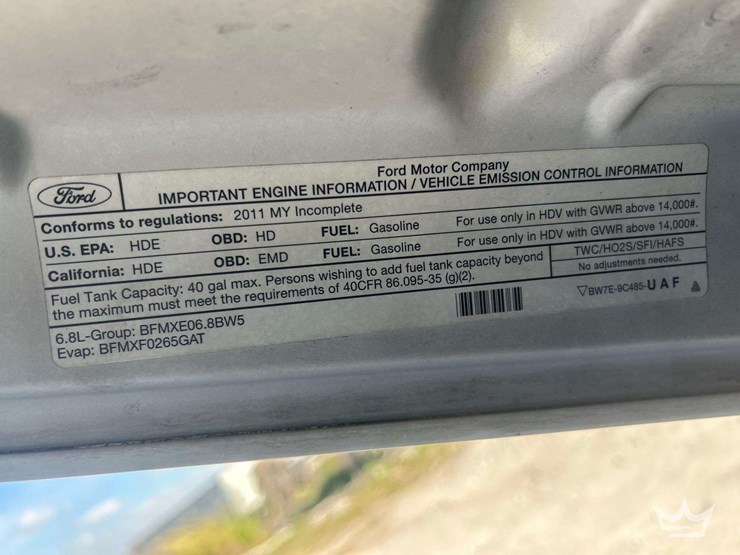 Ford
Ford Motor Company
IMPORTANT ENGINE INFORMATION / VEHICLE EMISSION CONTROL INFORMATION
Conforms to regulations: 2011 MY Incomplete
U.S. EPA: HDE OBD: HD FUEL: Gasoline For use only in HDV with GVWR above 14,000#.
California: HDE OBD: EMD FUEL: Gasoline For use only in HDV with GVWR above 14,000#.
Fuel Tank Capacity: 40 gal max. Persons wishing to add fuel tank capacity beyond
the maximum must meet the requirements of 40CFR 86.095-35 (g)(2).
TWC/HO2S/SFI/HAFS
No adjustments needed.
6.8L-Group: BFMXE06.8BW5
Evap: BFMXF0265GAT
BW7E-9C485-UAF